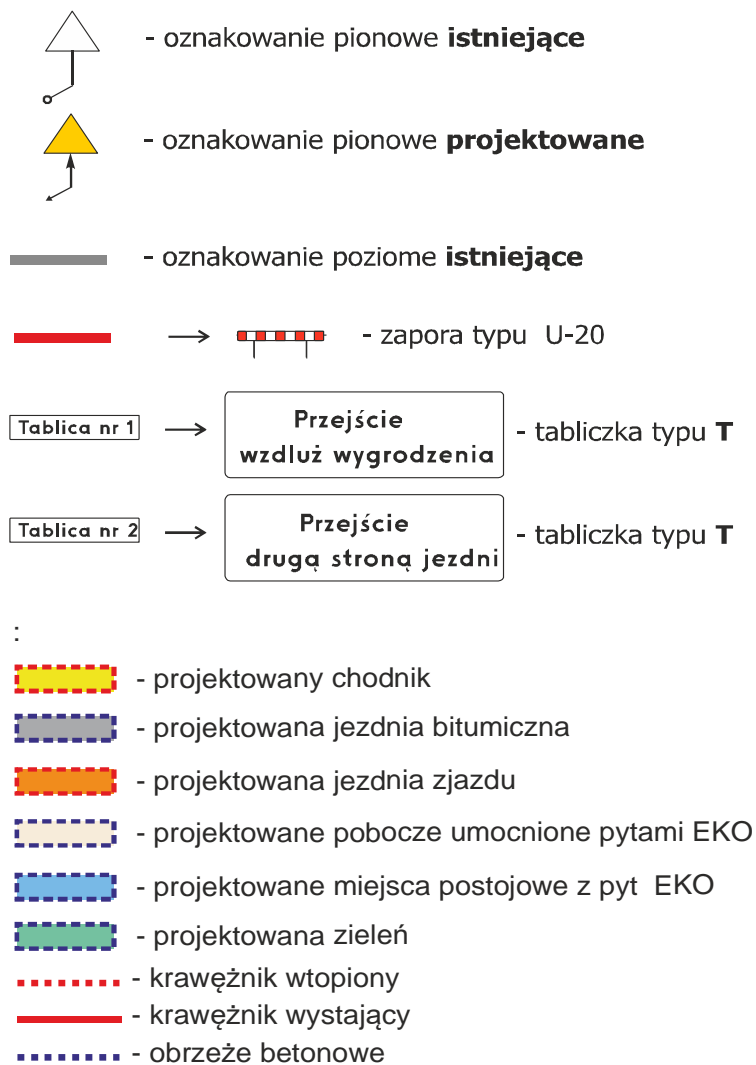 - oznakowanie pionowe istniejące
- oznakowanie pionowe projektowane
- oznakowanie poziome istniejące
- zapora typu U-20
Tablica nr 1
Przejście
wzdluż wygrodzenia
- tabliczka typu T
Tablica nr 2
Przejście
drugą stroną jezdni
- tabliczka typu T
:
- projektowany chodnik
- projektowana jezdnia bitumiczna
- projektowana jezdnia zjazdu
- projektowane pobocze umocnione pytami EKO
- projektowane miejsca postojowe z pyt EKO
- projektowana zieleń
- krawężnik wtopiony
- krawężnik wystający
- obrzeże betonowe